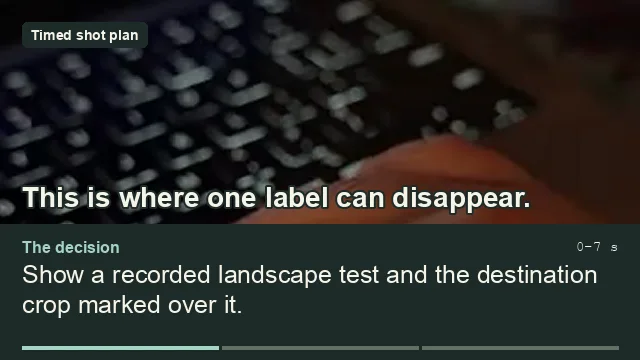 Timed shot plan
This is where one label can disappear.
The decision
0–7 s
Show a recorded landscape test and the destination
crop marked over it.